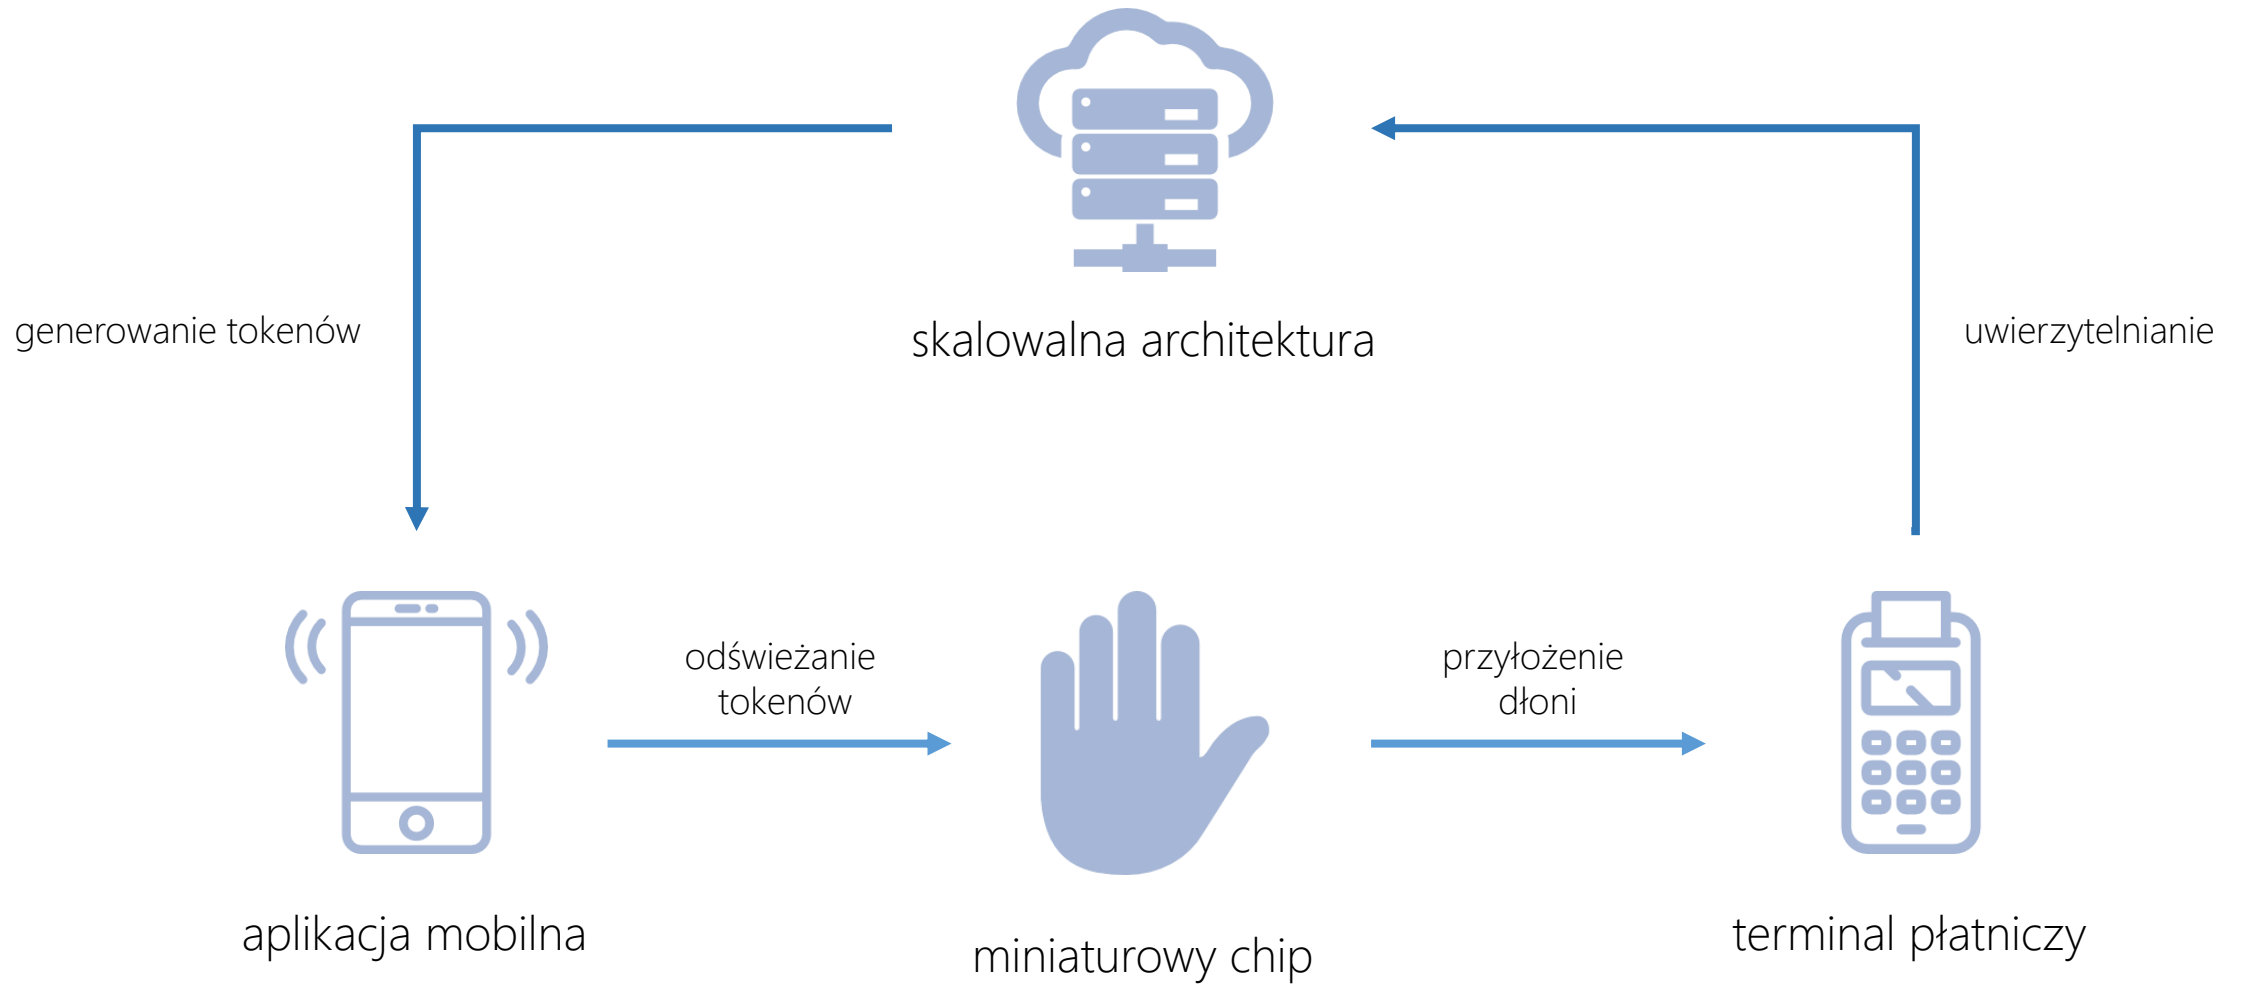 generowanie tokenów
skalowalna architektura
uwierzytelnianie
odświeżanie
tokenów
przyłożenie
dłoni
aplikacja mobilna
miniaturowy chip
terminal płatniczy